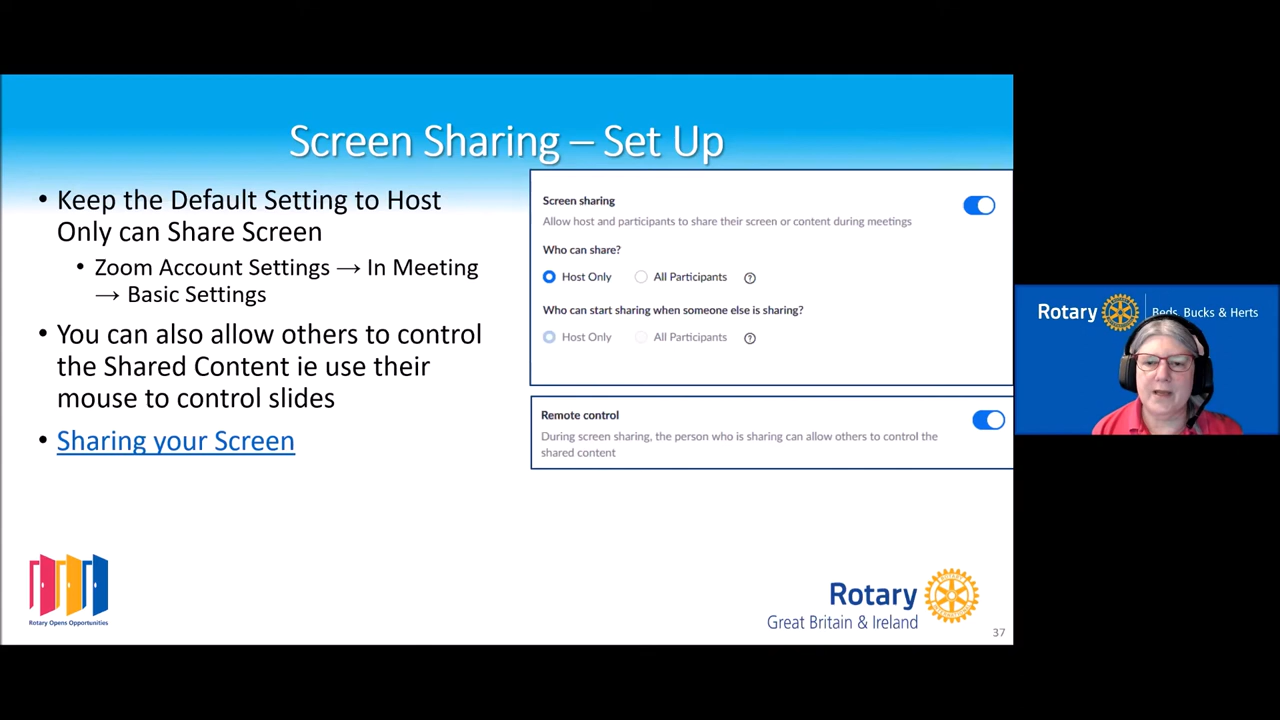 Screen Sharing – Set Up
• Keep the Default Setting to Host
Only can Share Screen
• Zoom Account Settings → In Meeting
→ Basic Settings
• You can also allow others to control
the Shared Content ie use their
mouse to control slides
• Sharing your Screen
Screen sharing
Allow host and participants to share their screen or content during meetings
Who can share?
Host Only All Participants ?
Who can start sharing when someone else is sharing?
Host Only All Participants ?
Remote control
During screen sharing, the person who is sharing can allow others to control the
shared content
Rotary Opens Opportunities
Rotary
Great Britain & Ireland
37
Rotary Beds, Bucks & Herts